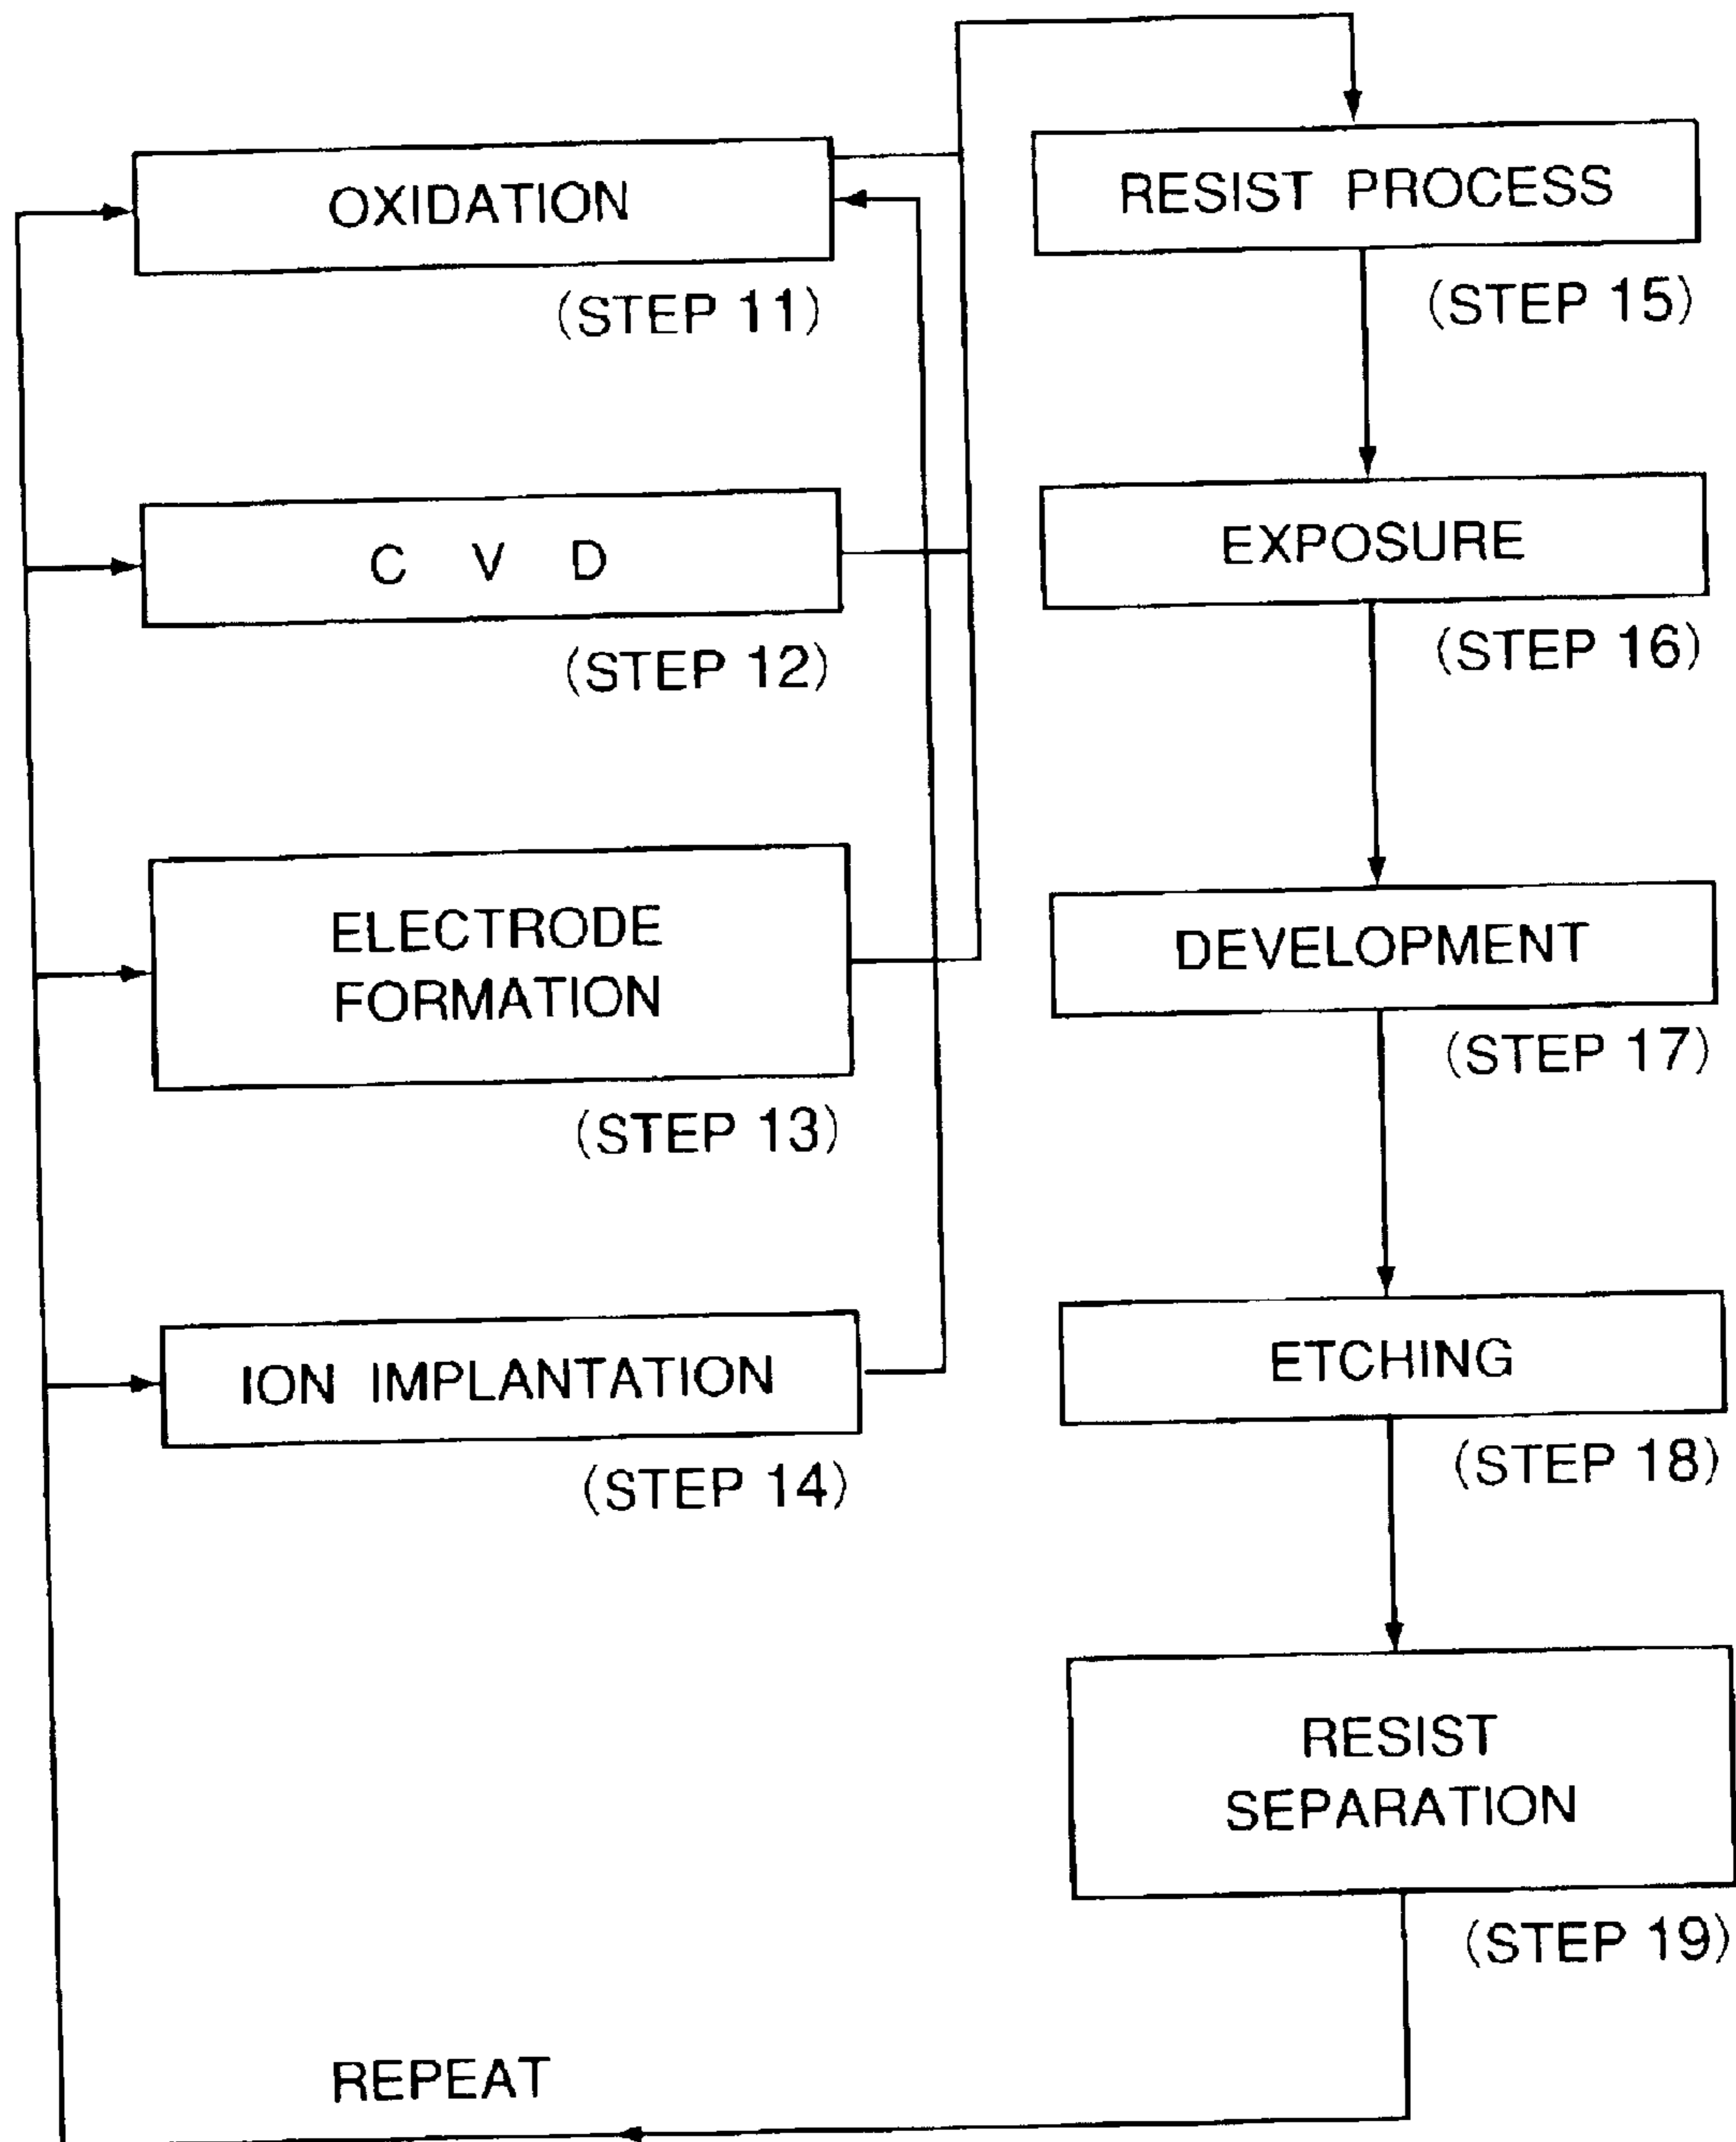 OXIDATION
(STEP 11)
C V D
(STEP 12)
ELECTRODE
FORMATION
(STEP 13)
ION IMPLANTATION
(STEP 14)
RESIST PROCESS
(STEP 15)
EXPOSURE
(STEP 16)
DEVELOPMENT
(STEP 17)
ETCHING
(STEP 18)
RESIST
SEPARATION
(STEP 19)
REPEAT